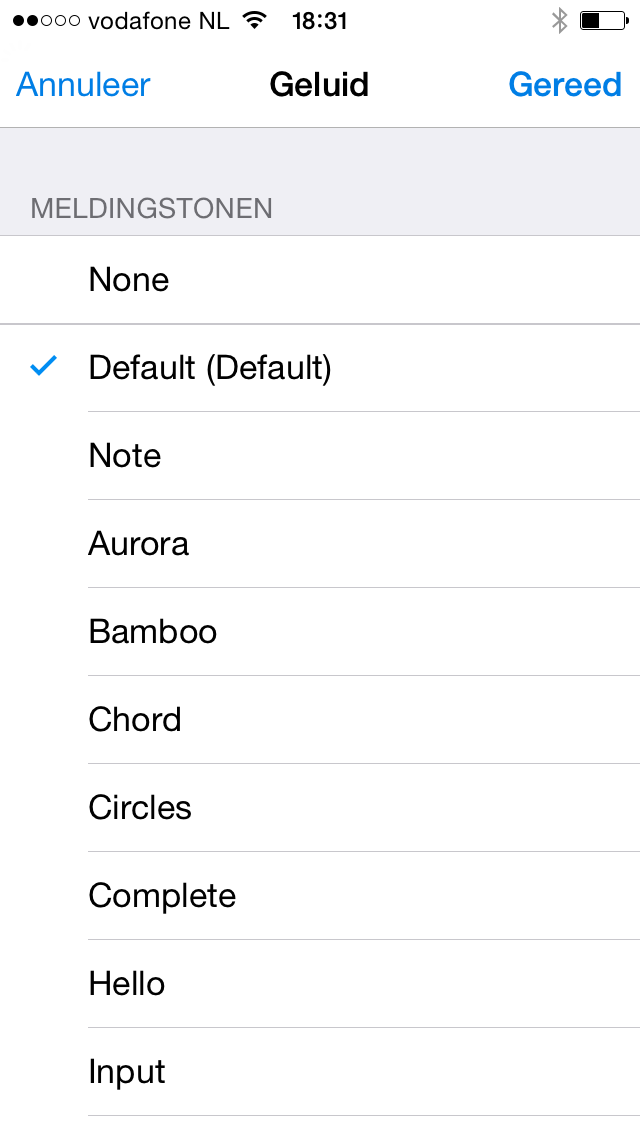 vodafone NL 18:31
Annuleer Geluid Gereed
MELDINGSTONEN
None
Default (Default)
Note
Aurora
Bamboo
Chord
Circles
Complete
Hello
Input